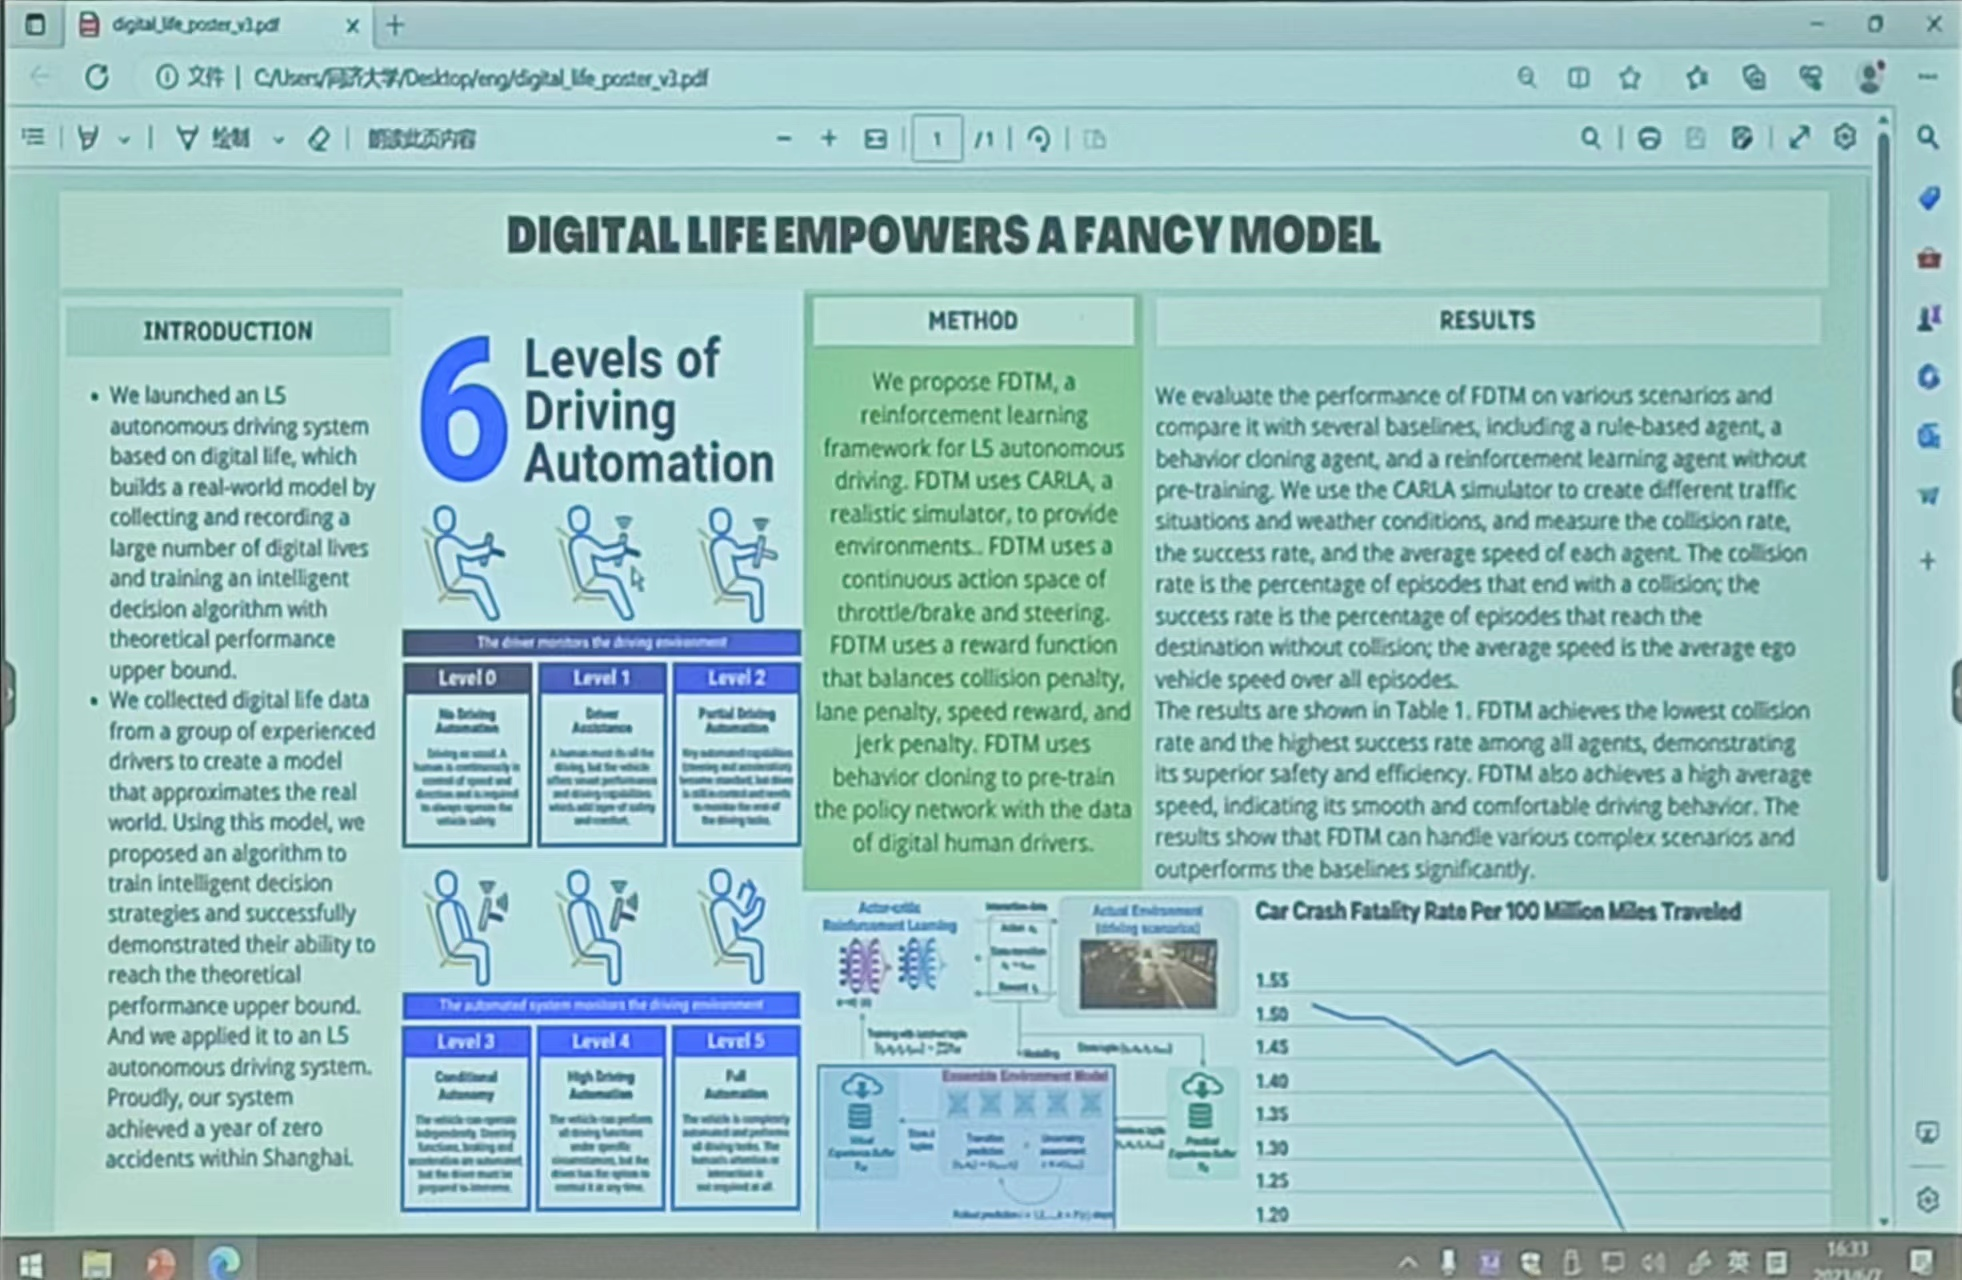 digital_life_poster_v3.pdf
文件 | C:/Users/同济大学/Desktop/eng/digital_life_poster_v3.pdf
绘制
朗读此页内容
1 /1
DIGITAL LIFE EMPOWERS A FANCY MODEL
INTRODUCTION
• We launched an L5
autonomous driving system
based on digital life, which
builds a real-world model by
collecting and recording a
large number of digital lives
and training an intelligent
decision algorithm with
theoretical performance
upper bound.
• We collected digital life data
from a group of experienced
drivers to create a model
that approximates the real
world. Using this model, we
proposed an algorithm to
train intelligent decision
strategies and successfully
demonstrated their ability to
reach the theoretical
performance upper bound.
And we applied it to an L5
autonomous driving system.
Proudly, our system
achieved a year of zero
accidents within Shanghai.
6 Levels of
Driving
Automation
The driver monitors the driving environment
Level 0
No Driving
Automation
Level 1
Driver
Assistance
Level 2
Partial Driving
Automation
The automated system monitors the driving environment
Level 3
Conditional
Autonomy
Level 4
High Driving
Automation
Level 5
Full
Automation
METHOD
We propose FDTM, a
reinforcement learning
framework for L5 autonomous
driving. FDTM uses CARLA, a
realistic simulator, to provide
environments.. FDTM uses a
continuous action space of
throttle/brake and steering.
FDTM uses a reward function
that balances collision penalty,
lane penalty, speed reward, and
jerk penalty. FDTM uses
behavior cloning to pre-train
the policy network with the data
of digital human drivers.
Actor-critic
Reinforcement Learning
Actual Environment
(driving scenarios)
Ensemble Environment Model
RESULTS
We evaluate the performance of FDTM on various scenarios and
compare it with several baselines, including a rule-based agent, a
behavior cloning agent, and a reinforcement learning agent without
pre-training. We use the CARLA simulator to create different traffic
situations and weather conditions, and measure the collision rate,
the success rate, and the average speed of each agent. The collision
rate is the percentage of episodes that end with a collision; the
success rate is the percentage of episodes that reach the
destination without collision; the average speed is the average ego
vehicle speed over all episodes.
The results are shown in Table 1. FDTM achieves the lowest collision
rate and the highest success rate among all agents, demonstrating
its superior safety and efficiency. FDTM also achieves a high average
speed, indicating its smooth and comfortable driving behavior. The
results show that FDTM can handle various complex scenarios and
outperforms the baselines significantly.
Car Crash Fatality Rate Per 100 Million Miles Traveled
1.55
1.50
1.45
1.40
1.35
1.30
1.25
1.20
英
16:33